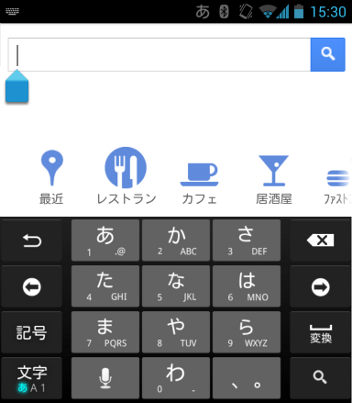 あ 15:30
最近 レストラン カフェ 居酒屋 ファスト
あ か さ
1 .@ 2 ABC 3 DEF
た な は
4 GHI 5 JKL 6 MNO
記号 ま や ら 変換
7 PQRS 8 TUV 9 WXYZ
文字 わ 、。
あA1 0 -